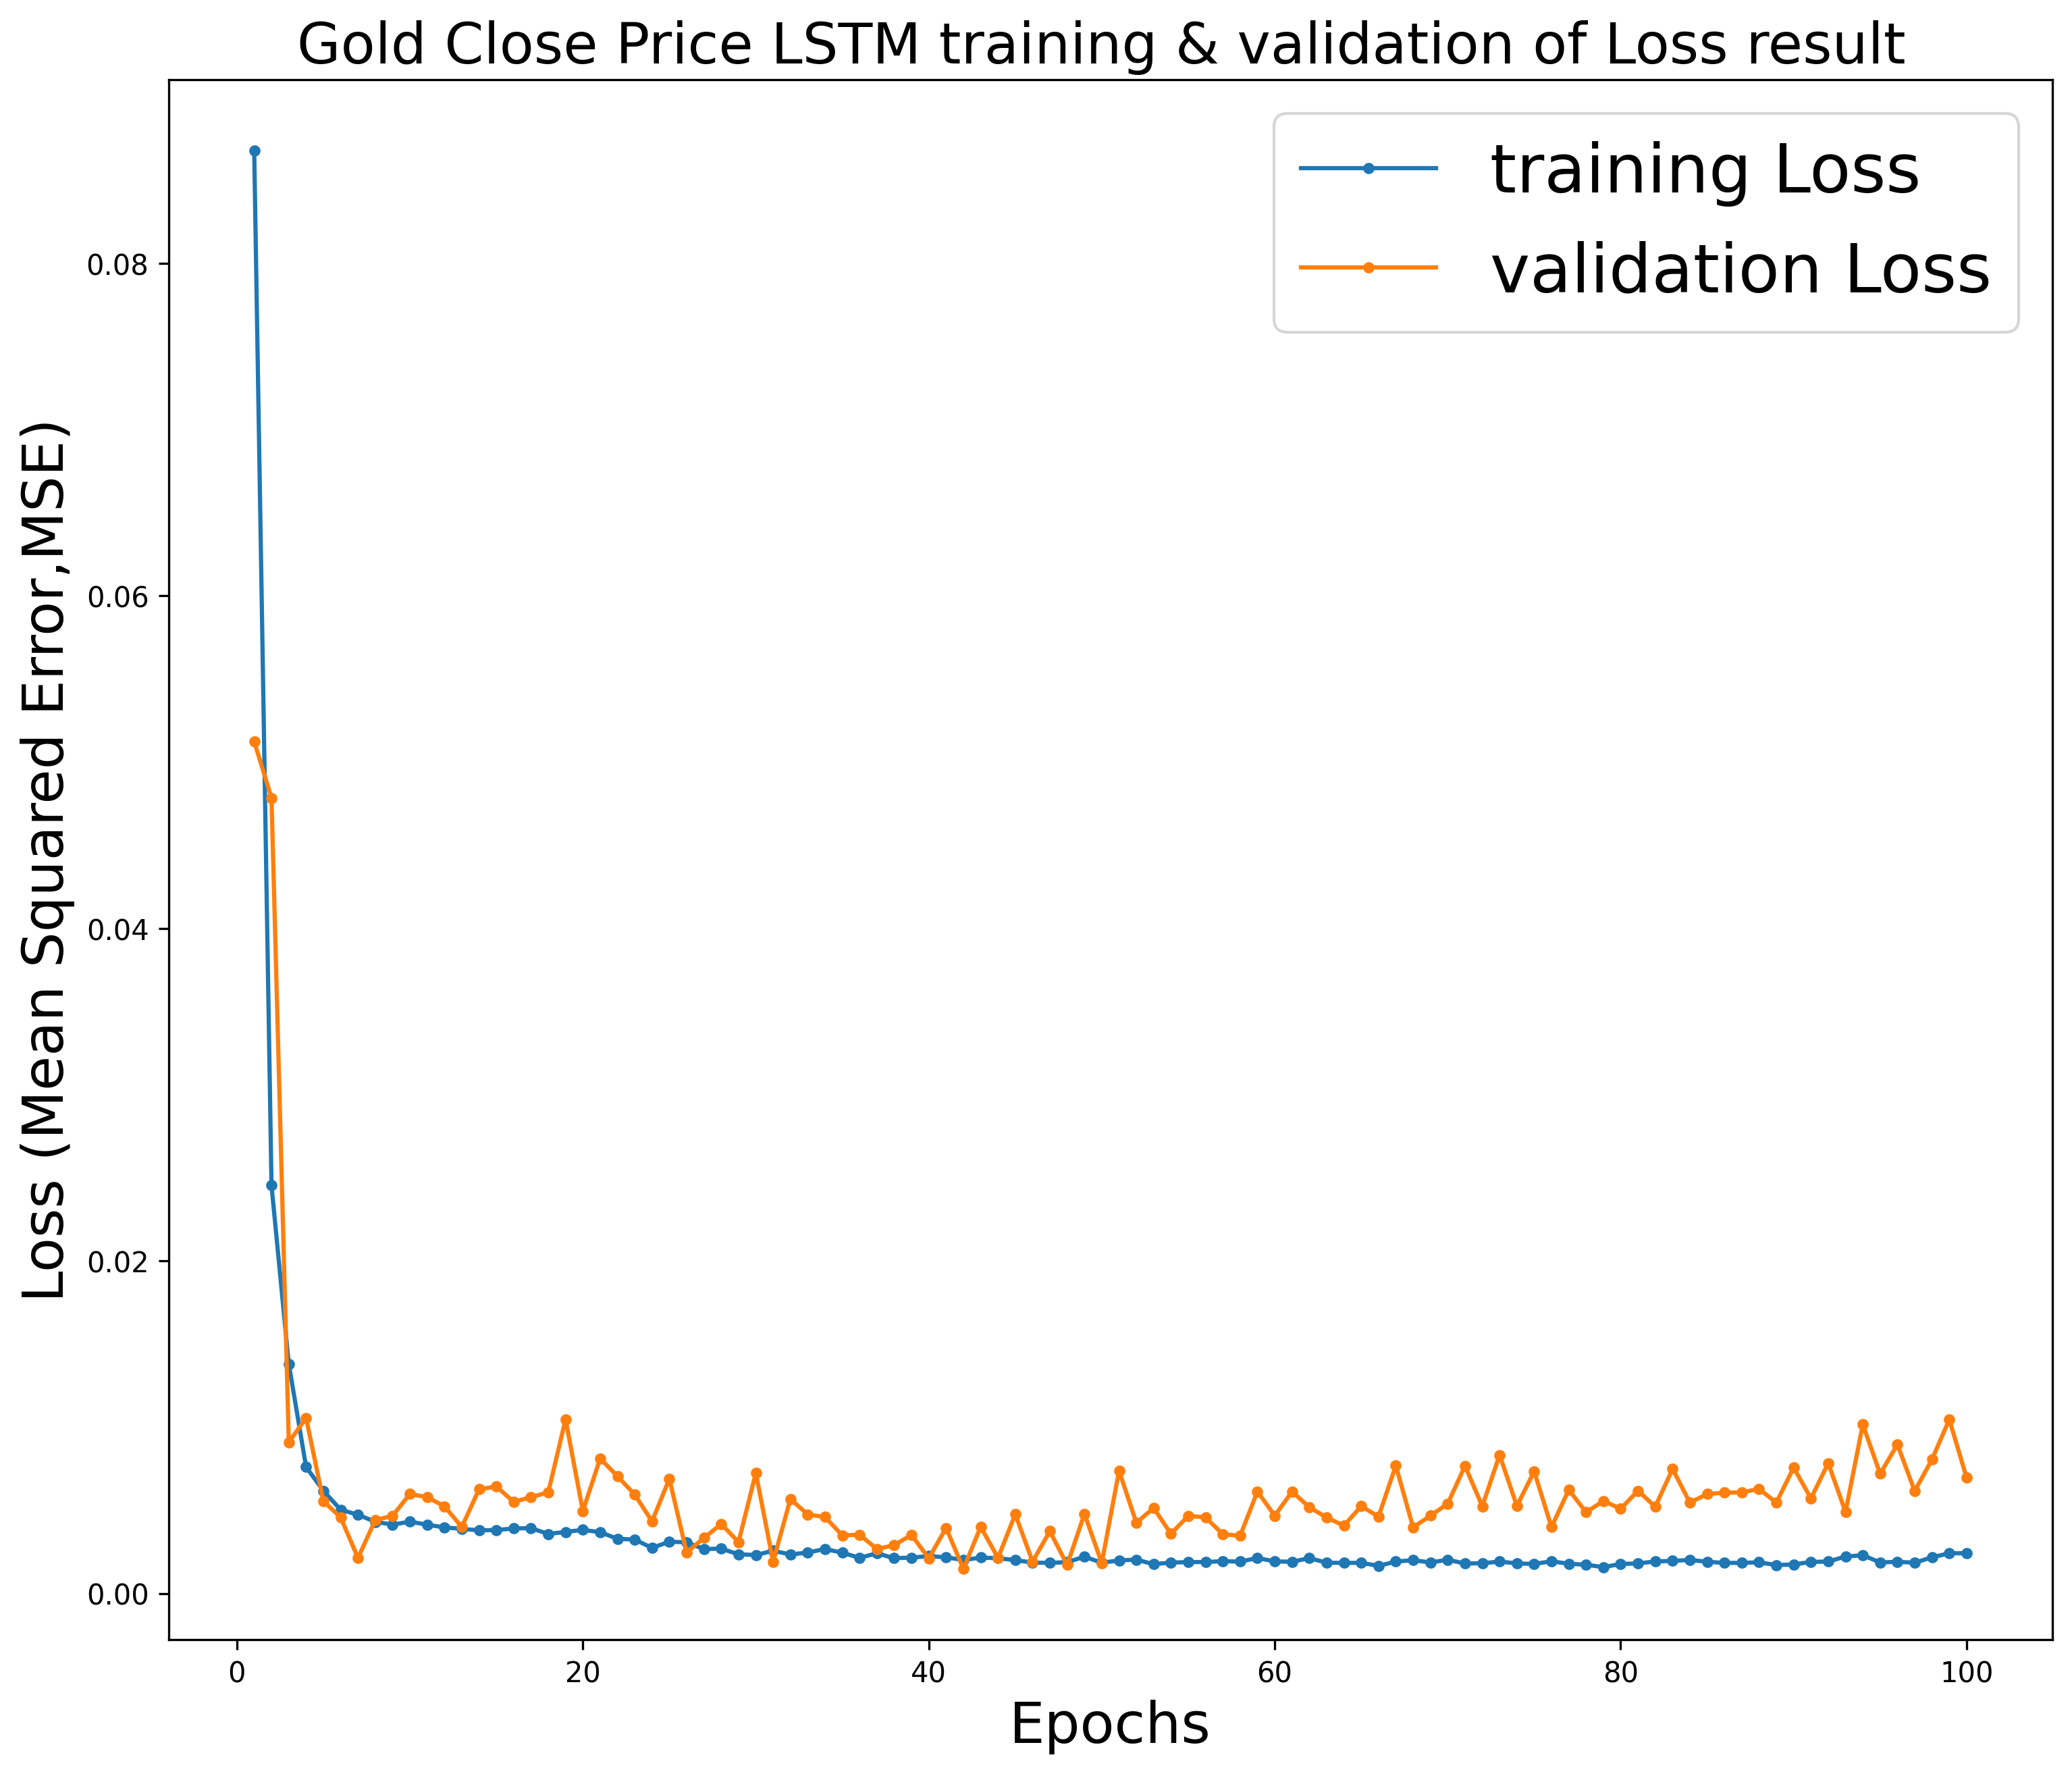 Gold Close Price LSTM training & validation of Loss result
training Loss
validation Loss
Loss (Mean Squared Error,MSE)
0.08
0.06
0.04
0.02
0.00
0 20 40 60 80 100
Epochs